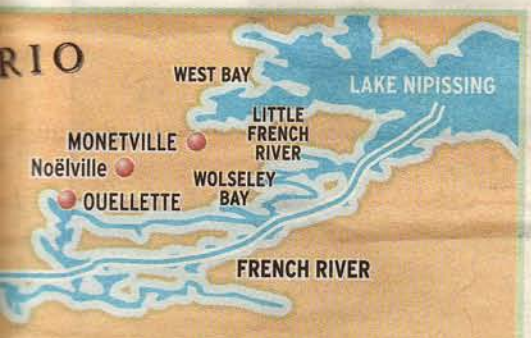 RIO
WEST BAY
LAKE NIPISSING
LITTLE
FRENCH
RIVER
MONETVILLE
Noëlville
WOLSELEY
BAY
OUELLETTE
FRENCH RIVER